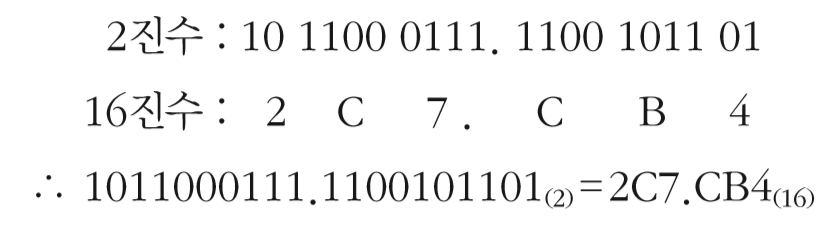 2진수 : 10 1100 0111. 1100 1011 01
16진수 : 2 C 7 . C B 4
∴ 1011000111.1100101101(2)=2C7.CB4(16)